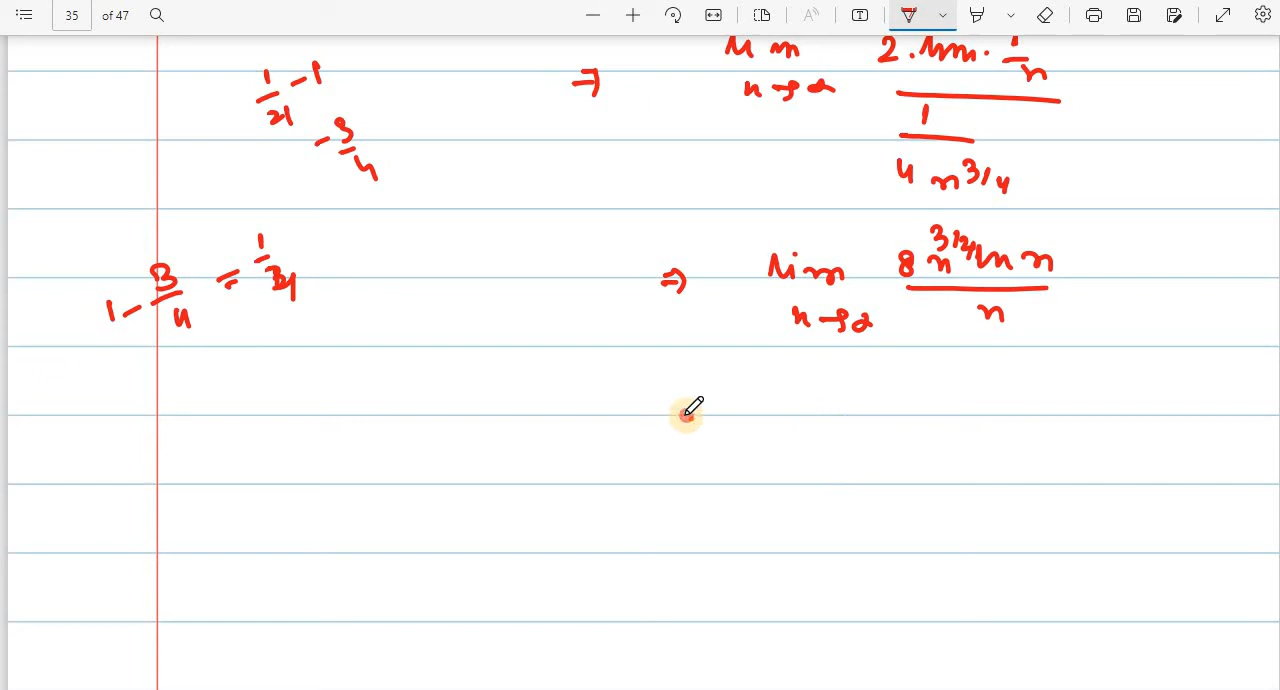 35 of 47
lim 2 . ln n . 1/n
n → ∞
1/4 - 1 ⇒
1
- 3/4
4 n^3/4
1 - 3/4 = 1/4 ⇒ lim 8 n^3/4 ln n
n → ∞ n